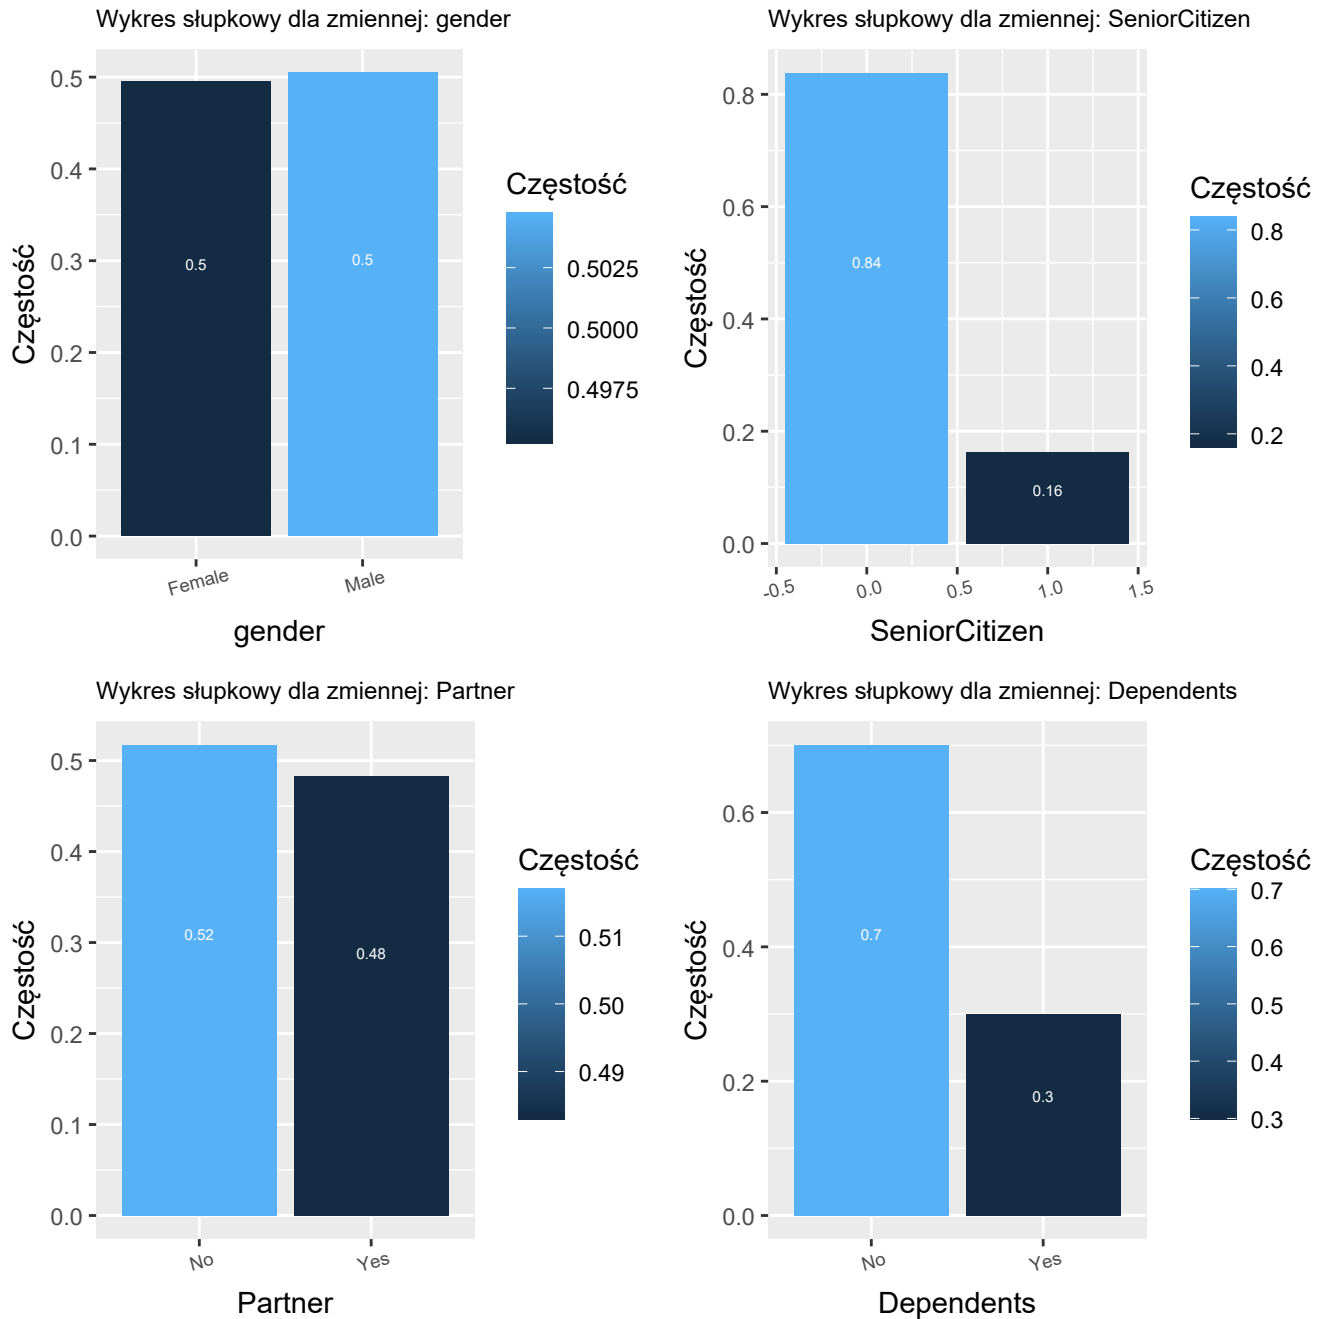 Wykres słupkowy dla zmiennej: gender
Częstość
0.5
0.4
0.3
0.2
0.1
0.0
0.5
0.5
Female
Male
gender
Częstość
0.5025
0.5000
0.4975
Wykres słupkowy dla zmiennej: SeniorCitizen
Częstość
0.8
0.6
0.4
0.2
0.0
0.84
0.16
-0.5
0.0
0.5
1.0
1.5
SeniorCitizen
Częstość
0.8
0.6
0.4
0.2
Wykres słupkowy dla zmiennej: Partner
Częstość
0.5
0.4
0.3
0.2
0.1
0.0
0.52
0.48
No
Yes
Partner
Częstość
0.51
0.50
0.49
Wykres słupkowy dla zmiennej: Dependents
Częstość
0.6
0.4
0.2
0.0
0.7
0.3
No
Yes
Dependents
Częstość
0.7
0.6
0.5
0.4
0.3